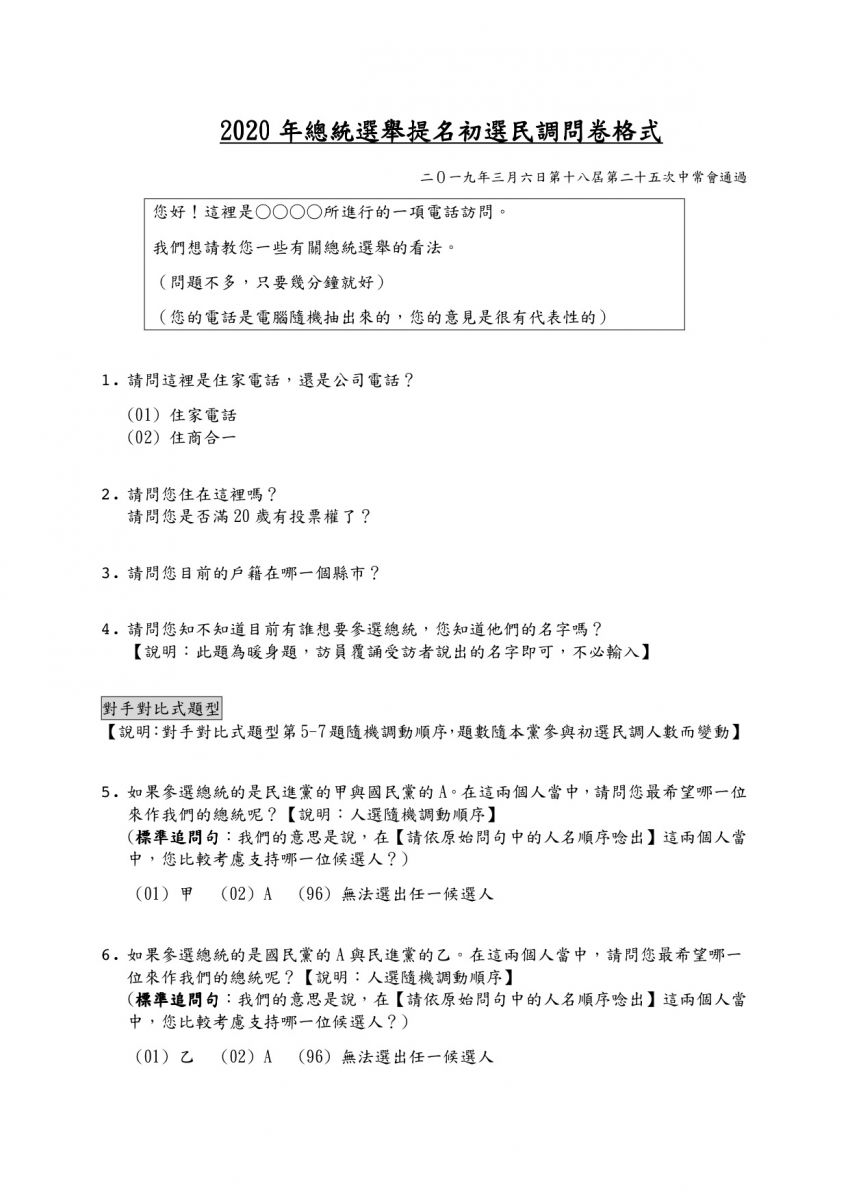 2020 年總統選舉提名初選民調問卷格式
二０一九年三月六日第十八屆第二十五次中常會通過
您好！這裡是○○○○所進行的一項電話訪問。
我們想請教您一些有關總統選舉的看法。
（問題不多，只要幾分鐘就好）
（您的電話是電腦隨機抽出來的，您的意見是很有代表性的）
1. 請問這裡是住家電話，還是公司電話？
(01) 住家電話
(02) 住商合一
2. 請問您住在這裡嗎？
請問您是否滿 20 歲有投票權了？
3. 請問您目前的戶籍在哪一個縣市？
4. 請問您知不知道目前有誰想要參選總統，您知道他們的名字嗎？
【說明：此題為暖身題，訪員覆誦受訪者說出的名字即可，不必輸入】
對手對比式題型
【說明：對手對比式題型第 5-7 題隨機調動順序，題數隨本黨參與初選民調人數而變動】
5. 如果參選總統的是民進黨的甲與國民黨的 A。在這兩個人當中，請問您最希望哪一位
來作我們的總統呢？【說明：人選隨機調動順序】
(標準追問句：我們的意思是說，在【請依原始問句中的人名順序唸出】這兩個人當
中，您比較考慮支持哪一位候選人？)
(01) 甲 (02) A (96) 無法選出任一候選人
6. 如果參選總統的是國民黨的 A 與民進黨的乙。在這兩個人當中，請問您最希望哪一
位來作我們的總統呢？【說明：人選隨機調動順序】
(標準追問句：我們的意思是說，在【請依原始問句中的人名順序唸出】這兩個人當
中，您比較考慮支持哪一位候選人？)
(01) 乙 (02) A (96) 無法選出任一候選人